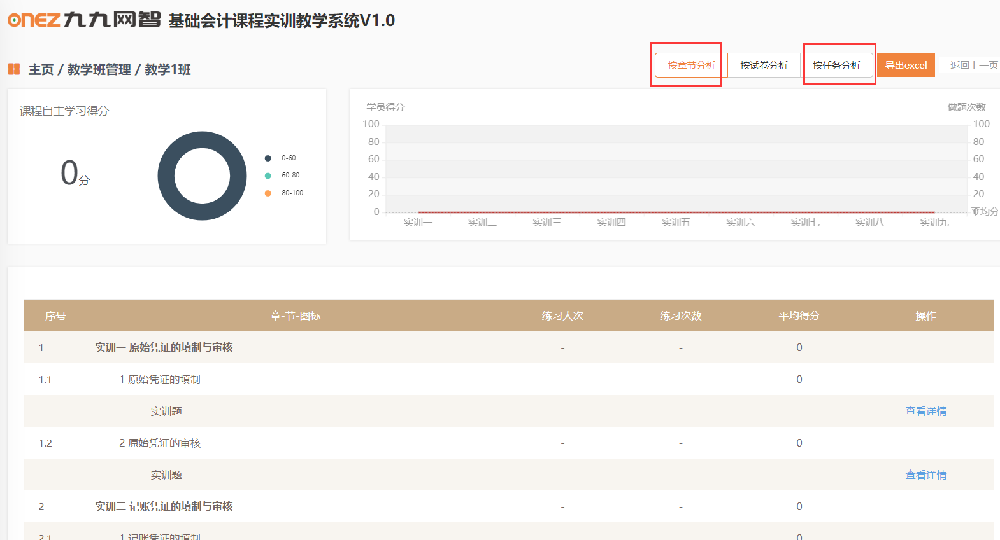 ONEZ 九九网智 基础会计课程实训教学系统V1.0
主页 / 教学班管理 / 教学1班
按章节分析 按试卷分析 按任务分析 导出excel 返回上一页
课程自主学习得分
0分
0-60
60-80
80-100
学员得分 做题次数
100 100
80 80
60 60
40 40
20 20
0 0 平均分
实训一 实训二 实训三 实训四 实训五 实训六 实训七 实训八 实训九
序号 章-节-图标 练习人次 练习次数 平均得分 操作
1 实训一 原始凭证的填制与审核 - - 0
1.1 1 原始凭证的填制 - - 0
实训题 查看详情
1.2 2 原始凭证的审核 - - 0
实训题 查看详情
2 实训二 记账凭证的填制与审核 - - 0
2.1 1 记账凭证的填制 - - 0